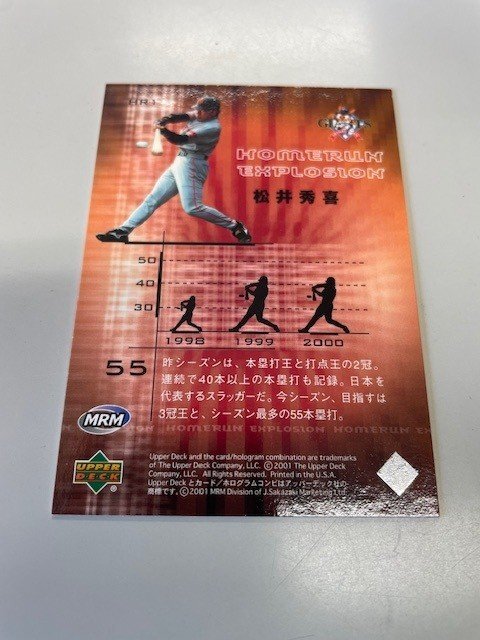 HR1
GIANTS
HOMERUN
EXPLOSION
松井秀喜
50
40
30
1998 1999 2000
55
昨シーズンは、本塁打王と打点王の2冠。
連続で40本以上の本塁打も記録。日本を
代表するスラッガーだ。今シーズン、目指すは
3冠王と、シーズン最多の55本塁打。
MRM
HOMERUN EXPLOSION HOMERUN EXPLOSION
UPPER
DECK
®
Upper Deck and the card/hologram combination are trademarks
of The Upper Deck Company, LLC. ©2001 The Upper Deck
Company, LLC. All Rights Reserved. Printed in the U.S.A.
Upper Deck とカード/ホログラムコンビはアッパーデック社の
商標です。©2001 MRM Division of J.Sakazaki Marketing Ltd.